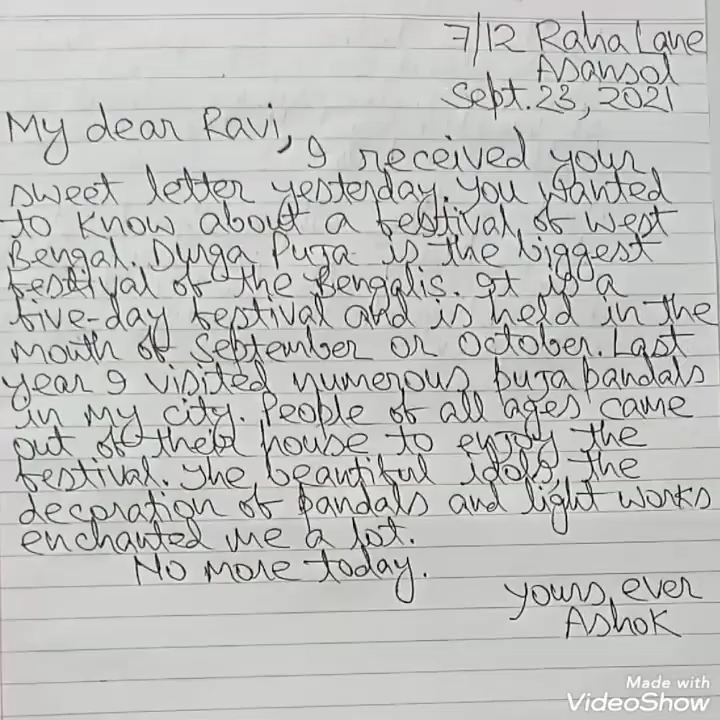 7/12 Raha Lane
Asansol
Sept. 23, 2021
My dear Ravi,
I received your
sweet letter yesterday. You wanted
to know about a festival of West
Bengal. Durga Puja is the biggest
festival of the Bengalis. It is a
five-day festival and is held in the
month of September or October. Last
year I visited numerous puja pandals
in my city. People of all ages came
out of their house to enjoy the
festival. The beautiful idols, the
decoration of pandals and light works
enchanted me a lot.
No more today.
Yours ever
Ashok
Made with
VideoShow